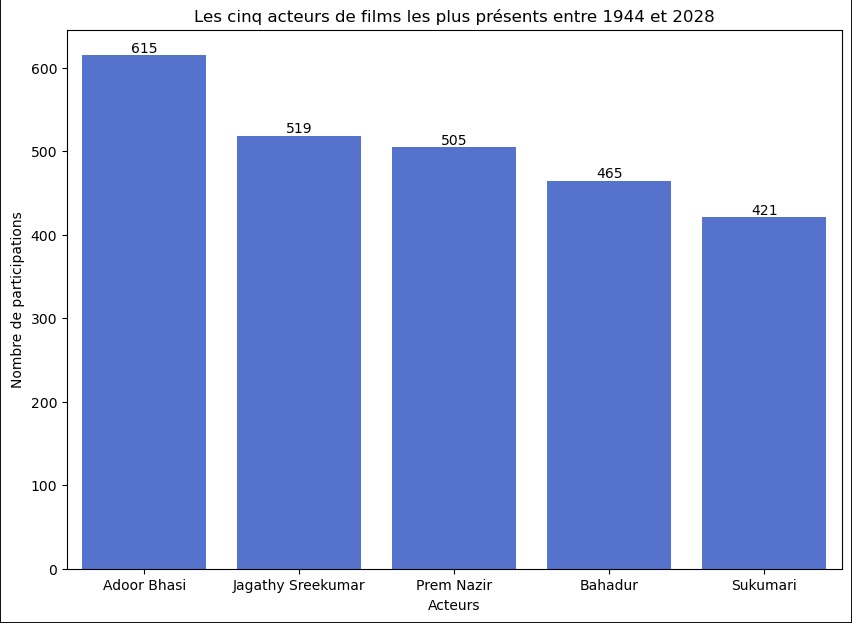 Les cinq acteurs de films les plus présents entre 1944 et 2028
Nombre de participations
600
500
400
300
200
100
0
615
519
505
465
421
Adoor Bhasi
Jagathy Sreekumar
Prem Nazir
Bahadur
Sukumari
Acteurs